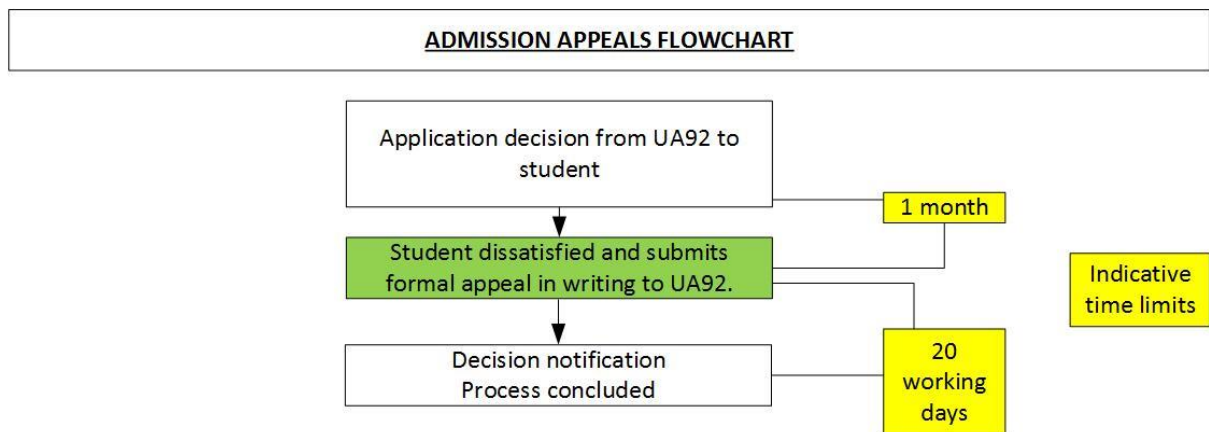 ADMISSION APPEALS FLOWCHART
Application decision from UA92 to
student
1 month
Student dissatisfied and submits
formal appeal in writing to UA92.
Indicative
time limits
Decision notification
Process concluded
20
working
days